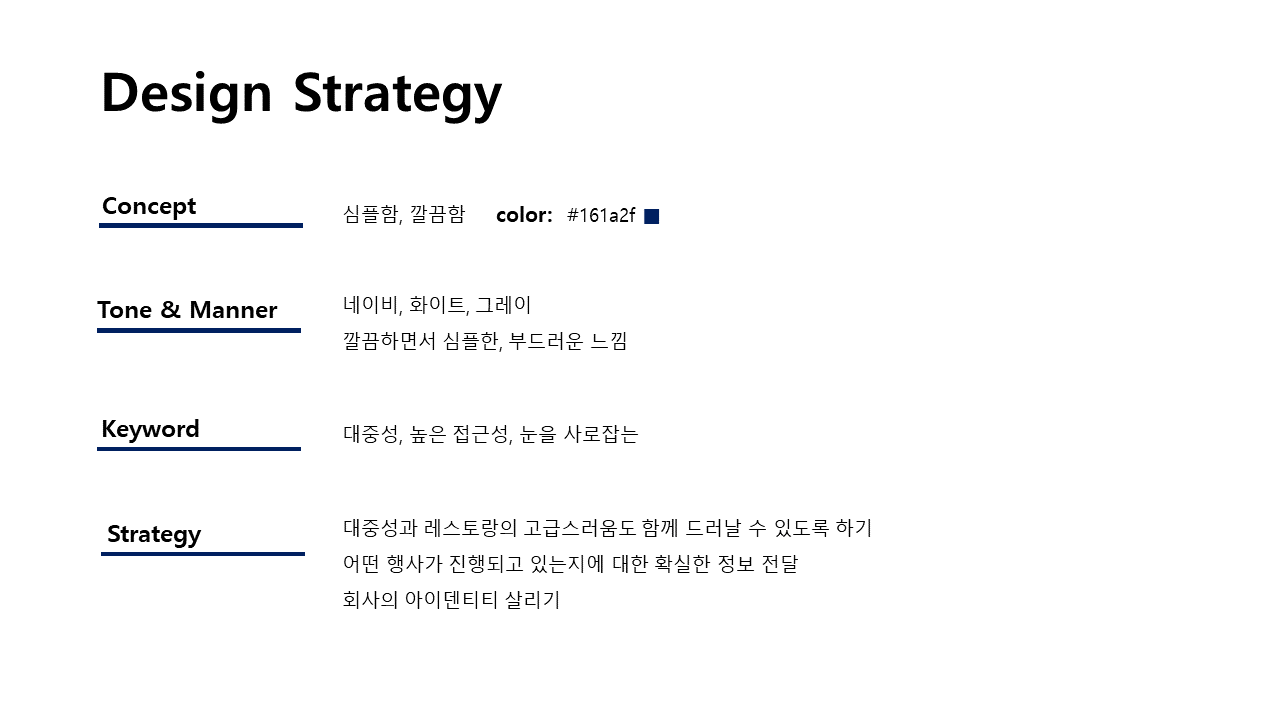 Design Strategy
Concept
심플함, 깔끔함 color: #161a2f
Tone & Manner
네이비, 화이트, 그레이
깔끔하면서 심플한, 부드러운 느낌
Keyword
대중성, 높은 접근성, 눈을 사로잡는
Strategy
대중성과 레스토랑의 고급스러움도 함께 드러날 수 있도록 하기
어떤 행사가 진행되고 있는지에 대한 확실한 정보 전달
회사의 아이덴티티 살리기